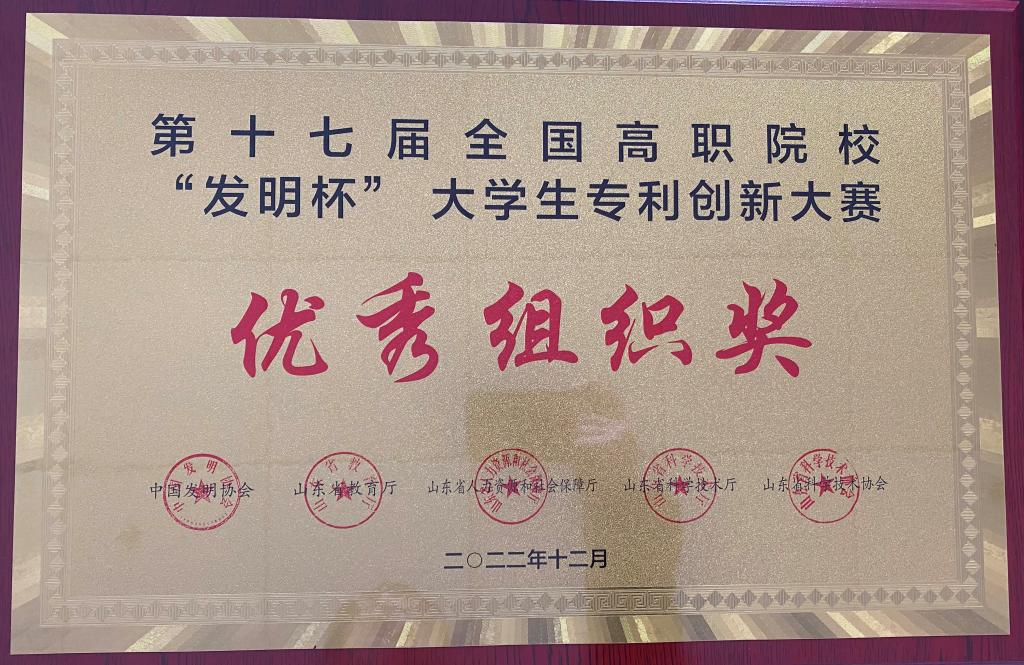 第十七届全国高职院校
“发明杯” 大学生专利创新大赛
优秀组织奖
中国发明协会 山东省教育厅 山东省人力资源和社会保障厅 山东省科学技术厅 山东省科学技术协会
二〇二二年十二月